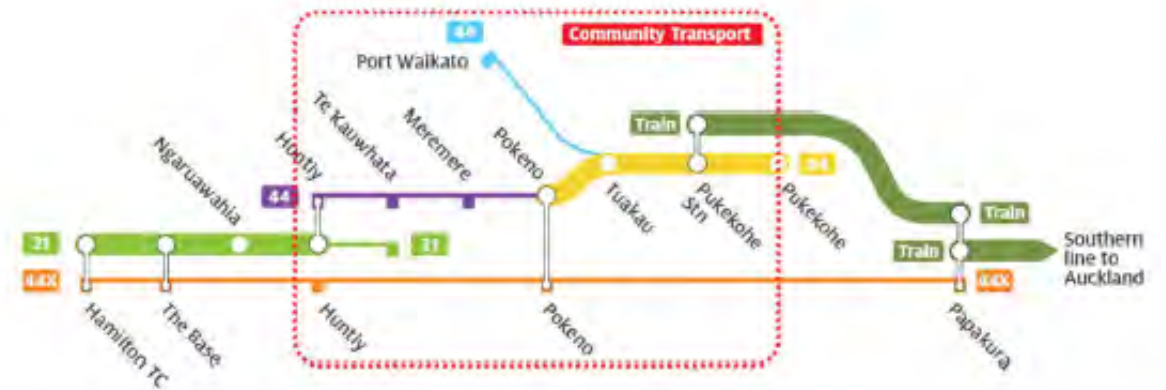 Community Transport
Port Waikato
Te Kauwhata
Meremere
Pokeno
Huntly
Ngaruawahia
Train
44
Tuakau
Pukekohe
Stn
Pukekohe
Train
21
21
Train
Southern
line to
Auckland
44X
44X
Hamilton TC
The Base
Huntly
Pokeno
Papakura